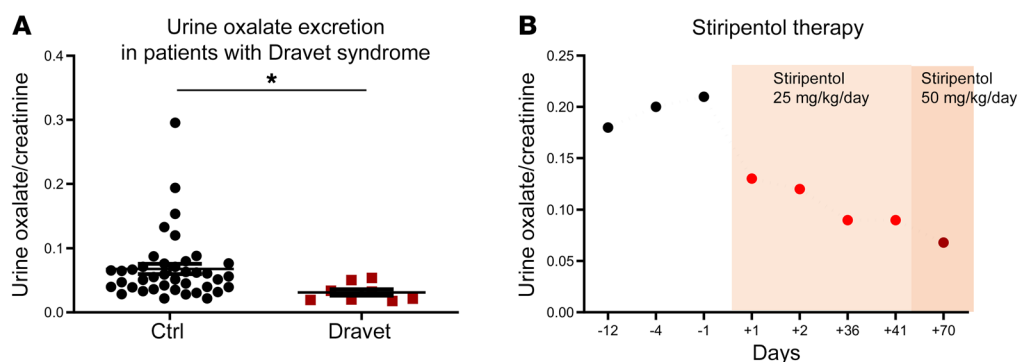 A
Urine oxalate excretion
in patients with Dravet syndrome
*
Urine oxalate/creatinine
0.4
0.3
0.2
0.1
0.0
Ctrl
Dravet
B
Stiripentol therapy
Urine oxalate/creatinine
0.25
0.20
0.15
0.10
0.05
0.00
Stiripentol
25 mg/kg/day
Stiripentol
50 mg/kg/day
-12
-4
-1
+1
+2
+36
+41
+70
Days